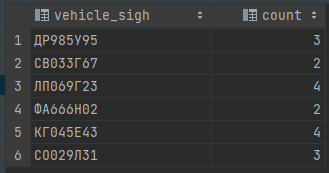 vehicle_sigh count
1 ДР985У95 3
2 СВ033Г67 2
3 ЛП069Г23 4
4 ФА666Н02 2
5 КГ045Е43 4
6 СО029Л31 3